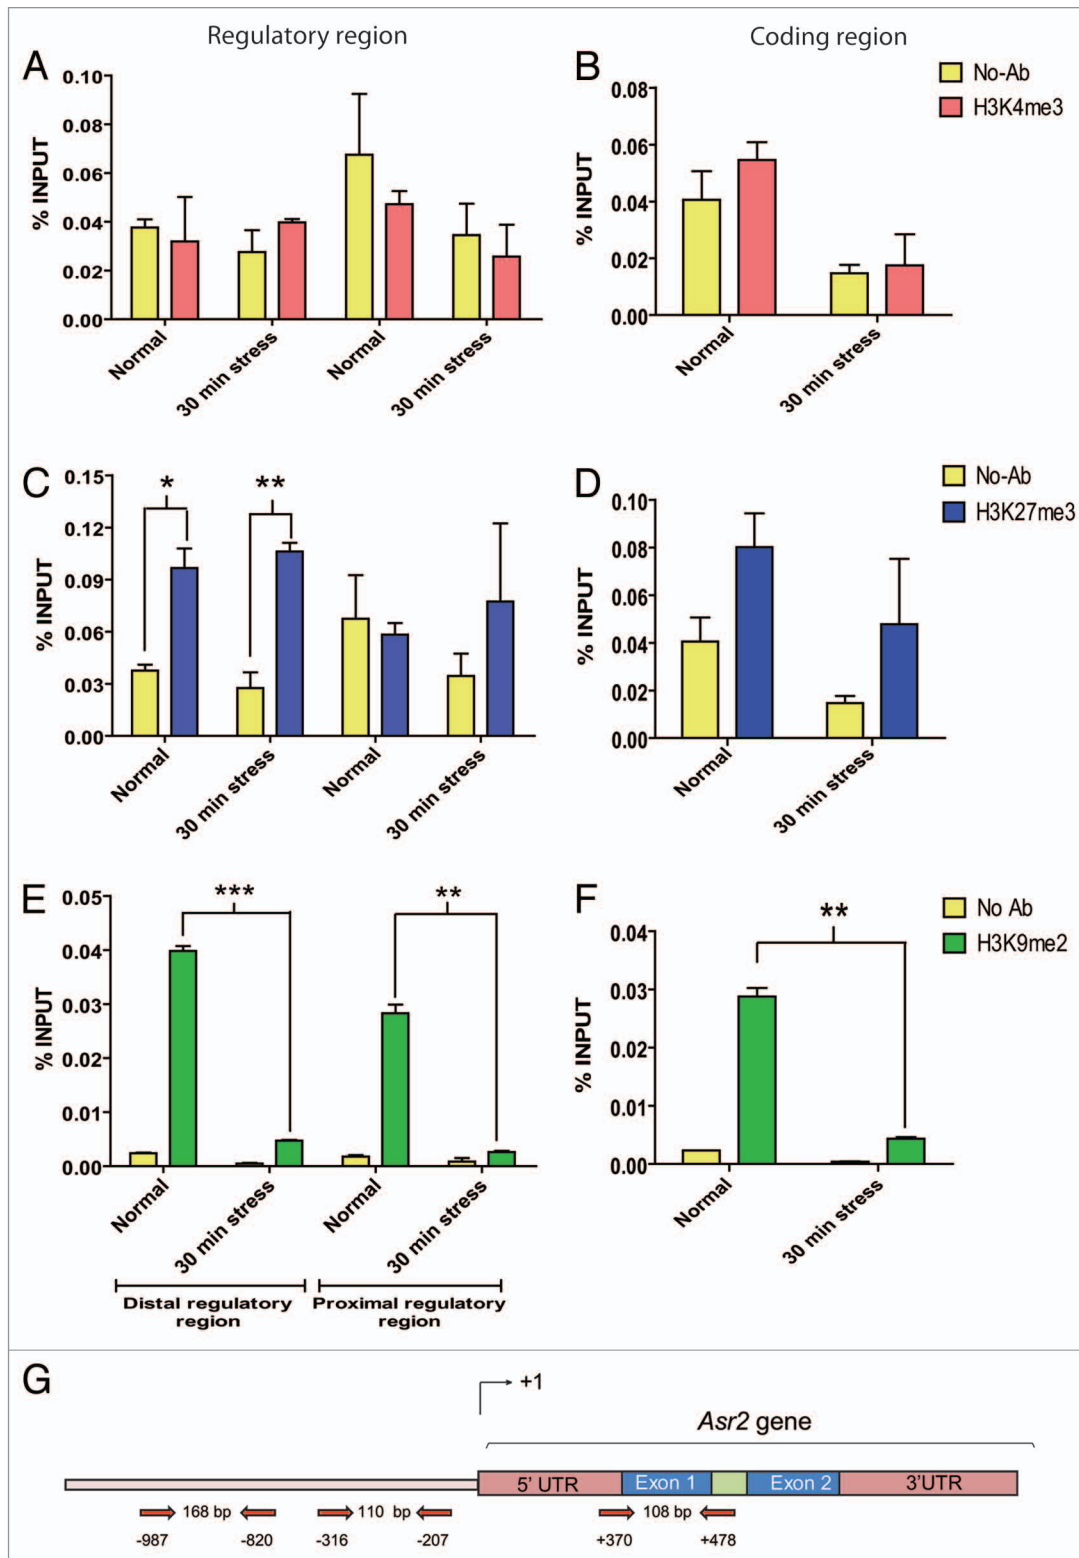 Regulatory region
Coding region
A
% INPUT
0.10
0.08
0.06
0.04
0.02
0.00
Normal
30 min stress
Normal
30 min stress
B
% INPUT
0.08
0.06
0.04
0.02
0.00
Normal
30 min stress
No-Ab
H3K4me3
C
% INPUT
0.15
0.12
0.09
0.06
0.03
0.00
*
**
Normal
30 min stress
Normal
30 min stress
D
% INPUT
0.10
0.08
0.06
0.04
0.02
0.00
Normal
30 min stress
No-Ab
H3K27me3
E
% INPUT
0.05
0.04
0.03
0.02
0.01
0.00
***
**
Normal
30 min stress
Normal
30 min stress
Distal regulatory
region
Proximal regulatory
region
F
% INPUT
0.04
0.03
0.02
0.01
0.00
**
Normal
30 min stress
No Ab
H3K9me2
G
+1
Asr2 gene
5' UTR
Exon 1
Exon 2
3'UTR
168 bp
110 bp
108 bp
-987
-820
-316
-207
+370
+478